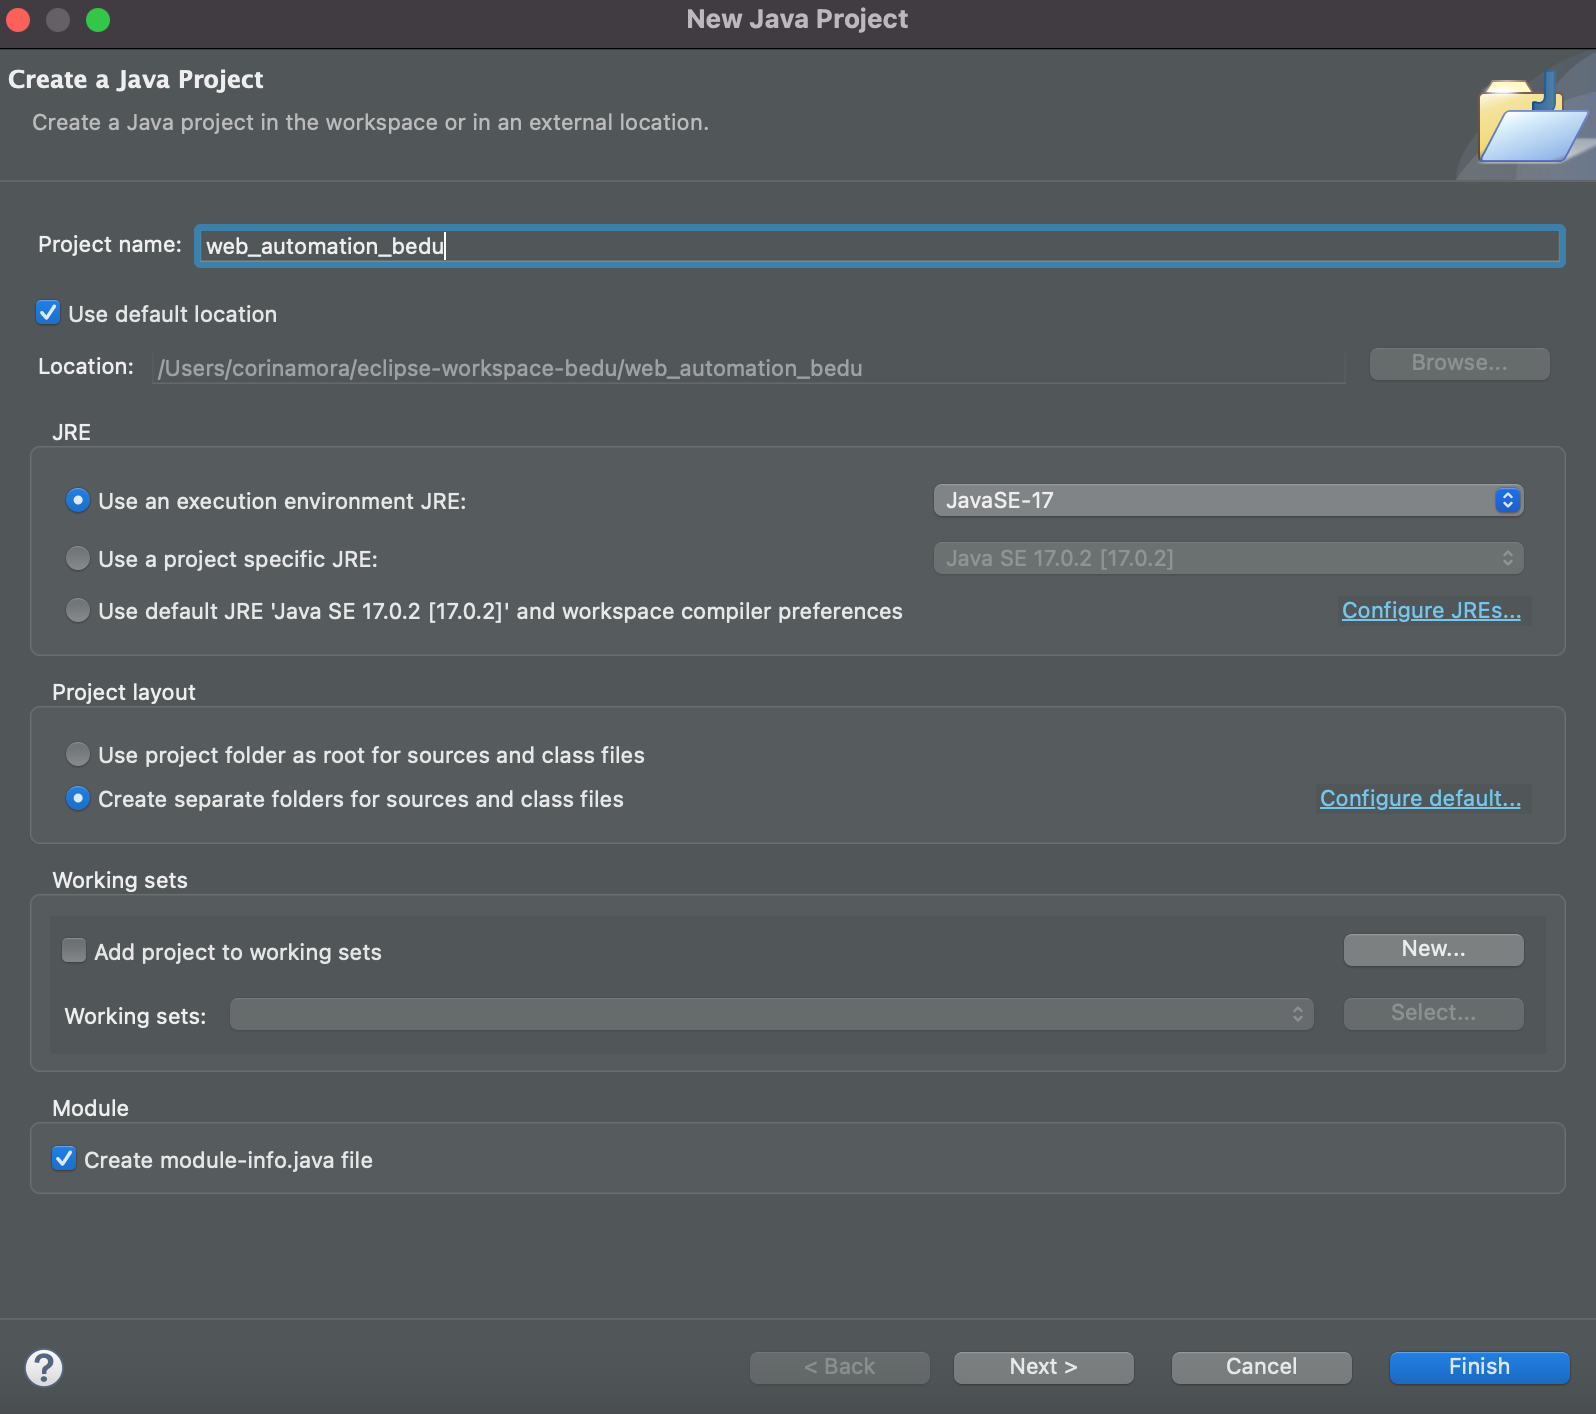 New Java Project
Create a Java Project
Create a Java project in the workspace or in an external location.
Project name: web_automation_bedu
Use default location
Location: /Users/corinamora/eclipse-workspace-bedu/web_automation_bedu Browse...
JRE
Use an execution environment JRE: JavaSE-17
Use a project specific JRE: Java SE 17.0.2 [17.0.2]
Use default JRE 'Java SE 17.0.2 [17.0.2]' and workspace compiler preferences Configure JREs...
Project layout
Use project folder as root for sources and class files
Create separate folders for sources and class files Configure default...
Working sets
Add project to working sets New...
Working sets: Select...
Module
Create module-info.java file
? < Back Next > Cancel Finish